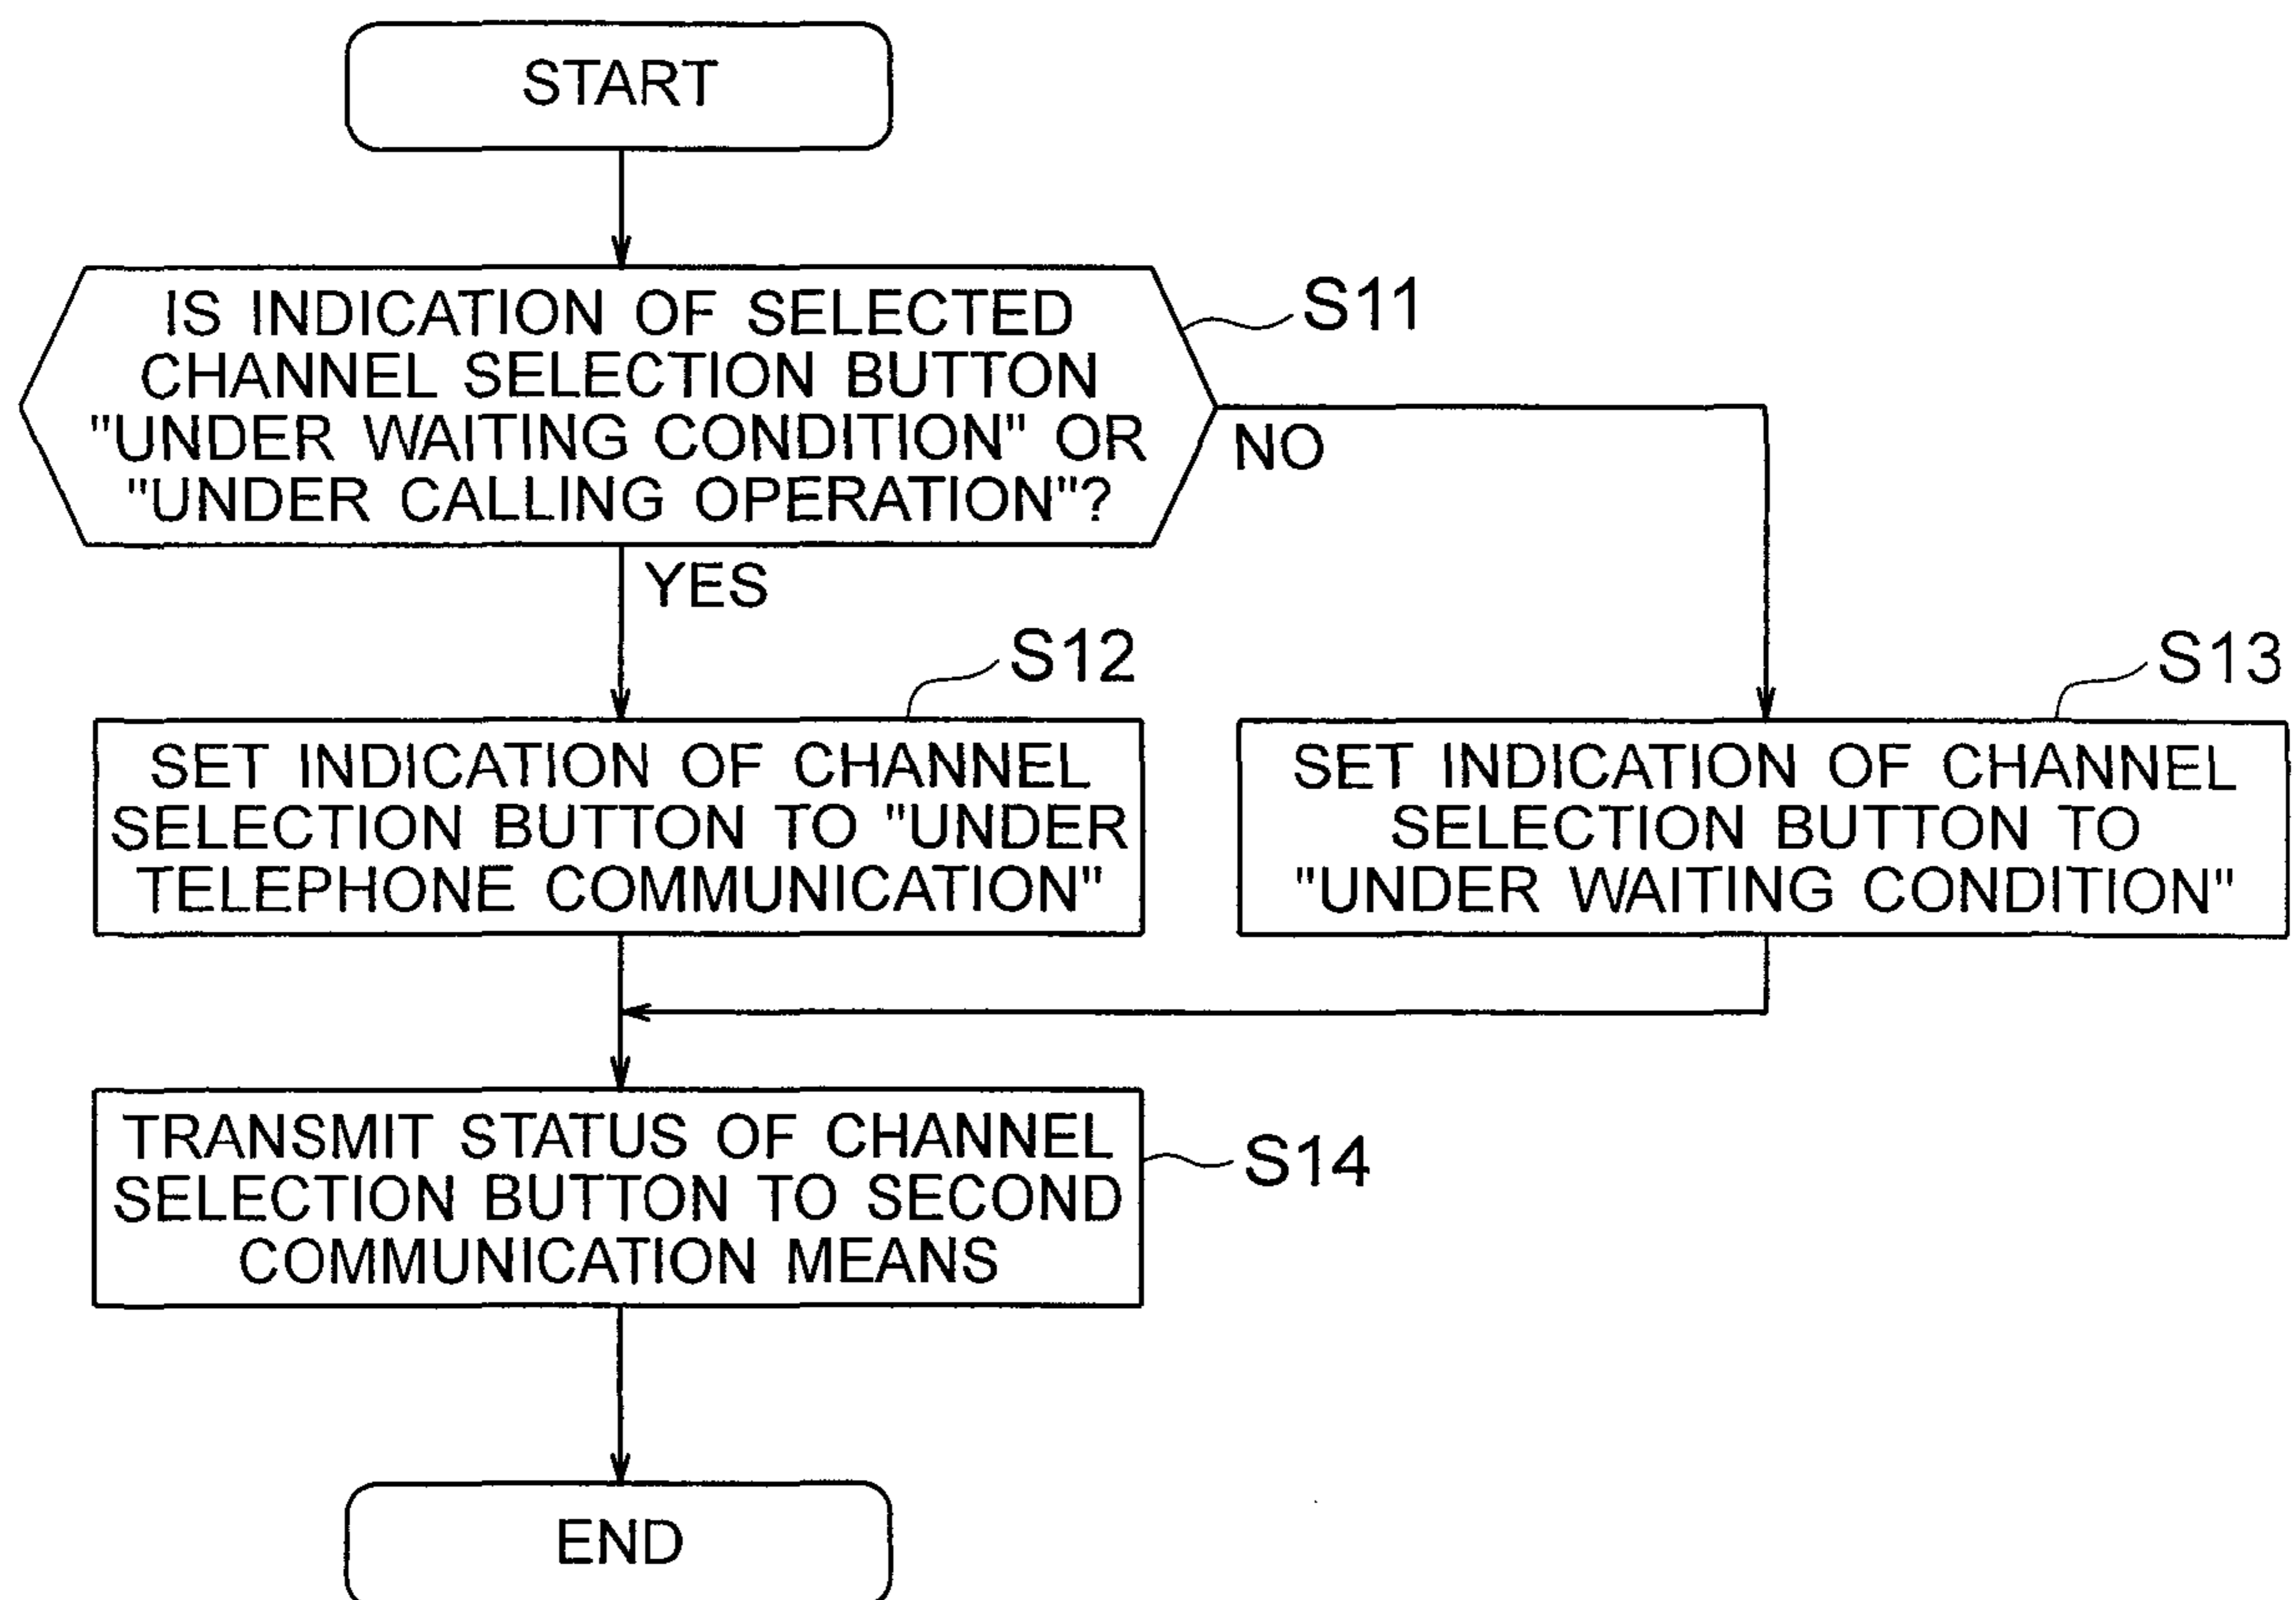 START
IS INDICATION OF SELECTED
CHANNEL SELECTION BUTTON
"UNDER WAITING CONDITION" OR
"UNDER CALLING OPERATION"?
S11
NO
YES
S12
SET INDICATION OF CHANNEL
SELECTION BUTTON TO "UNDER
TELEPHONE COMMUNICATION"
S13
SET INDICATION OF CHANNEL
SELECTION BUTTON TO
"UNDER WAITING CONDITION"
TRANSMIT STATUS OF CHANNEL
SELECTION BUTTON TO SECOND
COMMUNICATION MEANS
S14
END